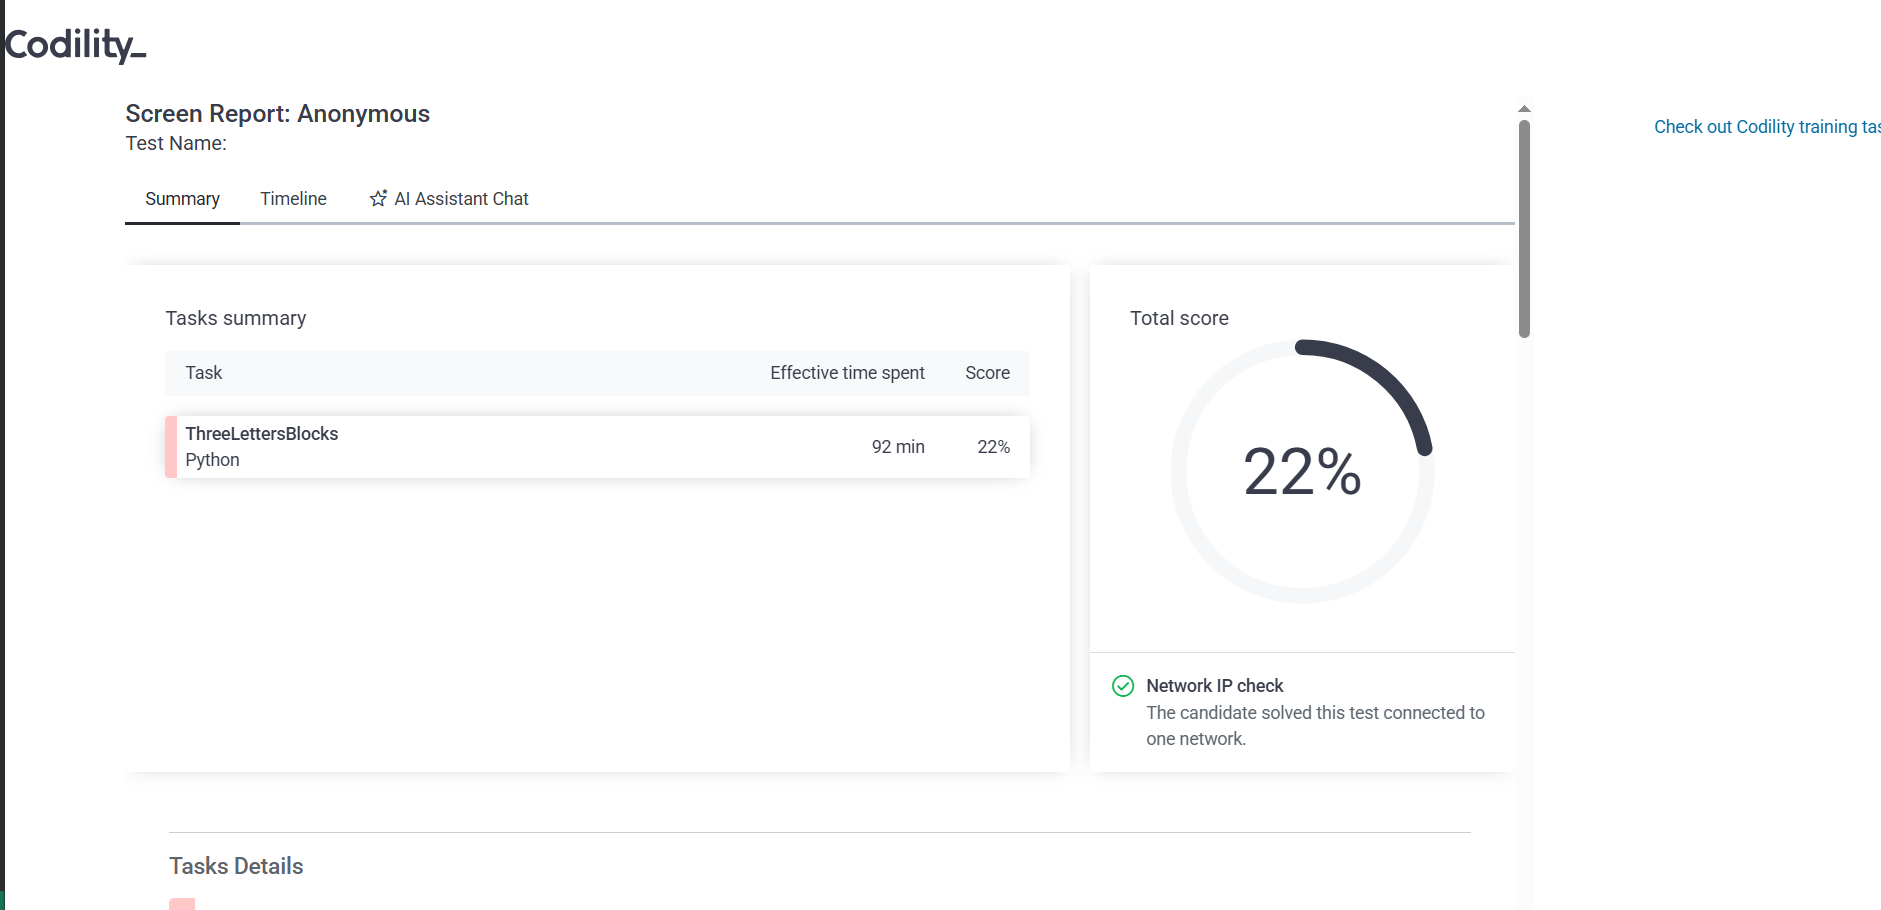 Codility_
Screen Report: Anonymous
Test Name:
Check out Codility training
Summary
Timeline
AI Assistant Chat
Tasks summary
Task
Effective time spent
Score
ThreeLettersBlocks
Python
92 min
22%
Total score
22%
Network IP check
The candidate solved this test connected to
one network.
Tasks Details